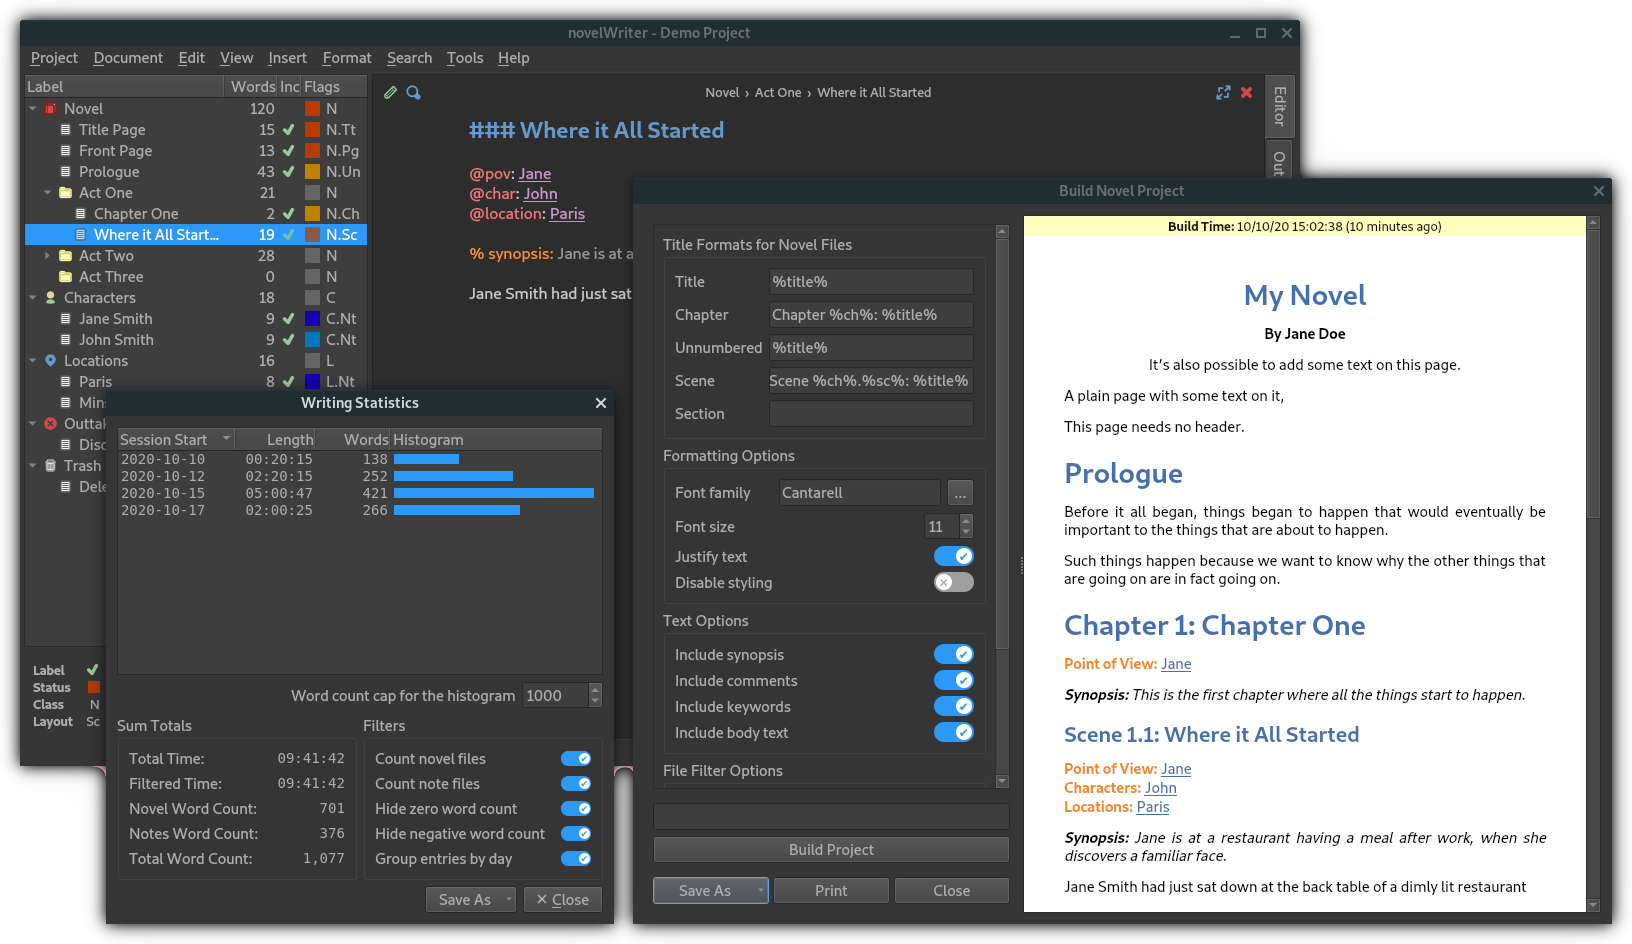 novelWriter - Demo Project
Project Document Edit View Insert Format Search Tools Help
Label Words Inc Flags
Novel 120 N
Title Page 15 N.Tt
Front Page 13 N.Pg
Prologue 43 N.Un
Act One 21 N
Chapter One 2 N.Ch
Where it All Start... 19 N.Sc
Act Two 28 N
Act Three 0 N
Characters 18 C
Jane Smith 9 C.Nt
John Smith 9 C.Nt
Locations 16 L
Paris 8 L.Nt
Label
Status
Class N
Layout Sc
Novel › Act One › Where it All Started
Editor
### Where it All Started
@pov: Jane
@char: John
@location: Paris
% synopsis: Jane is at a
Jane Smith had just sat
Writing Statistics
Session Start Length Words Histogram
2020-10-10 00:20:15 138
2020-10-12 02:20:15 252
2020-10-15 05:00:47 421
2020-10-17 02:00:25 266
Word count cap for the histogram 1000
Sum Totals
Total Time: 09:41:42
Filtered Time: 09:41:42
Novel Word Count: 701
Notes Word Count: 376
Total Word Count: 1,077
Filters
Count novel files
Count note files
Hide zero word count
Hide negative word count
Group entries by day
Save As Close
Build Novel Project
Title Formats for Novel Files
Title %title%
Chapter Chapter %ch%: %title%
Unnumbered %title%
Scene Scene %ch%.%sc%: %title%
Section
Formatting Options
Font family Cantarell ...
Font size 11
Justify text
Disable styling
Text Options
Include synopsis
Include comments
Include keywords
Include body text
File Filter Options
Build Project
Save As Print Close
Build Time: 10/10/20 15:02:38 (10 minutes ago)
My Novel
By Jane Doe
It’s also possible to add some text on this page.
A plain page with some text on it,
This page needs no header.
Prologue
Before it all began, things began to happen that would eventually be
important to the things that are about to happen.
Such things happen because we want to know why the other things that
are going on are in fact going on.
Chapter 1: Chapter One
Point of View: Jane
Synopsis: This is the first chapter where all the things start to happen.
Scene 1.1: Where it All Started
Point of View: Jane
Characters: John
Locations: Paris
Synopsis: Jane is at a restaurant having a meal after work, when she
discovers a familiar face.
Jane Smith had just sat down at the back table of a dimly lit restaurant